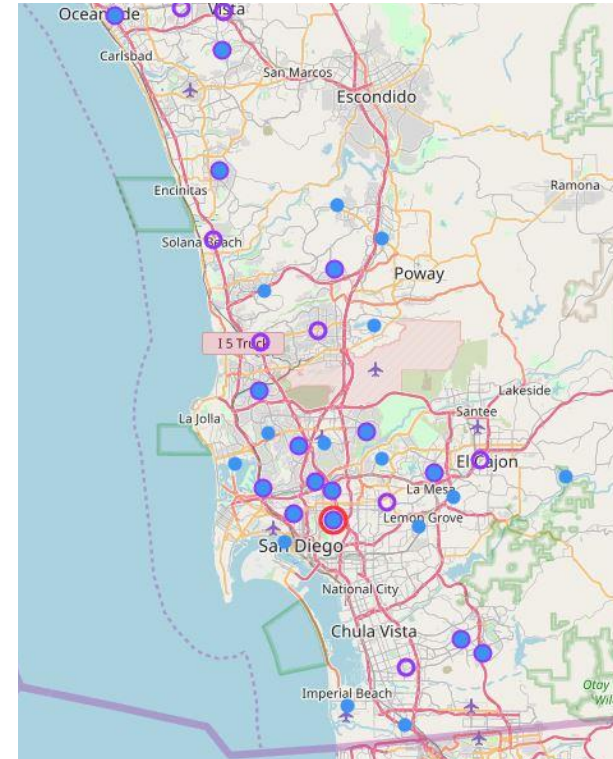 Vista
Carlsbad
San Marcos
Escondido
Ramona
Encinitas
Solana Beach
Poway
I 5 Truck
Lakeside
La Jolla
Santee
El Cajon
La Mesa
Lemon Grove
San Diego
National City
Chula Vista
Imperial Beach
Otay